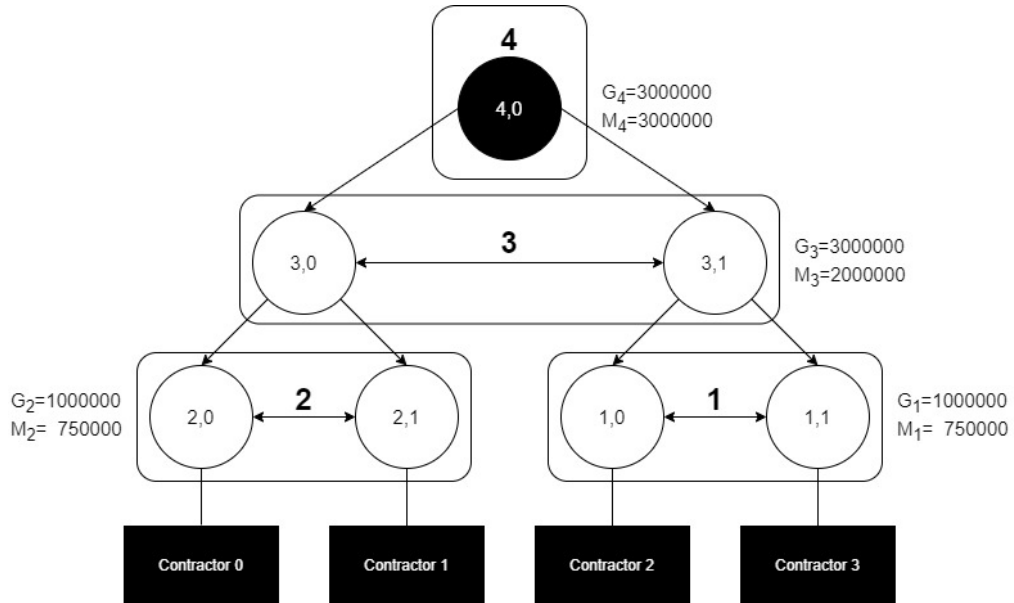 4
4,0
G4=3000000
M4=3000000
3
3,0
3,1
G3=3000000
M3=2000000
G2=1000000
M2= 750000
2
2,0
2,1
1
1,0
1,1
G1=1000000
M1= 750000
Contractor 0
Contractor 1
Contractor 2
Contractor 3